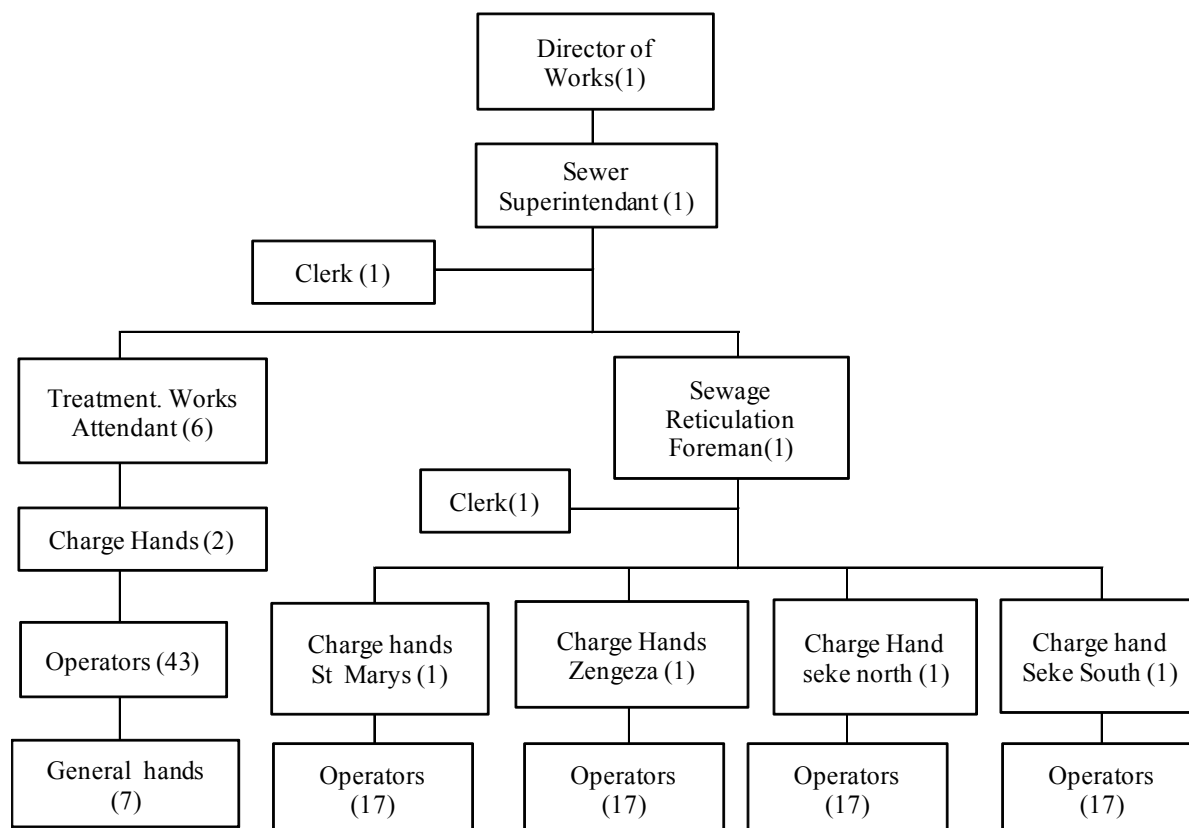 Director of
Works(1)
Sewer
Superintendant (1)
Clerk (1)
Treatment. Works
Attendant (6)
Sewage
Reticulation
Foreman(1)
Clerk(1)
Charge Hands (2)
Operators (43)
General hands
(7)
Charge hands
St Marys (1)
Charge Hands
Zengeza (1)
Charge Hand
seke north (1)
Charge hand
Seke South (1)
Operators
(17)
Operators
(17)
Operators
(17)
Operators
(17)